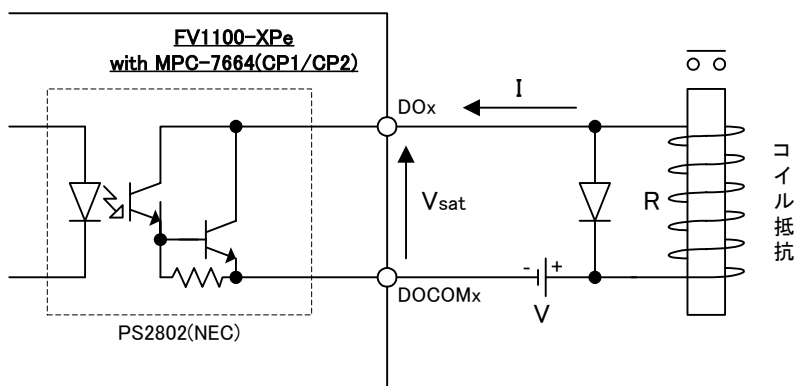 FV1100-XPe
with MPC-7664(CP1/CP2)
DOx
I
Vsat
R
コイル抵抗
- +
V
DOCOMx
PS2802(NEC)